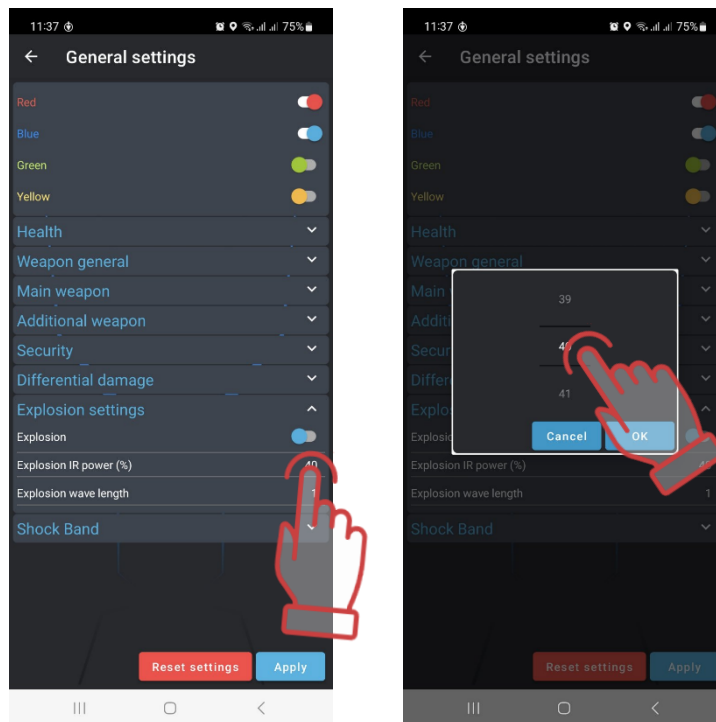 11:37 75%
General settings
Red
Blue
Green
Yellow
Health
Weapon general
Main weapon
Additional weapon
Security
Differential damage
Explosion settings
Explosion
Explosion IR power (%) 40
Explosion wave length 1
Shock Band
Reset settings Apply
11:37 75%
General settings
Red
Blue
Green
Yellow
Health
Weapon general
Main
39
Additi
Secur
Differ
41
Explo
Cancel OK
Explosio
Explosion IR power (%)
Explosion wave length 1
Shock Band
Reset settings Apply